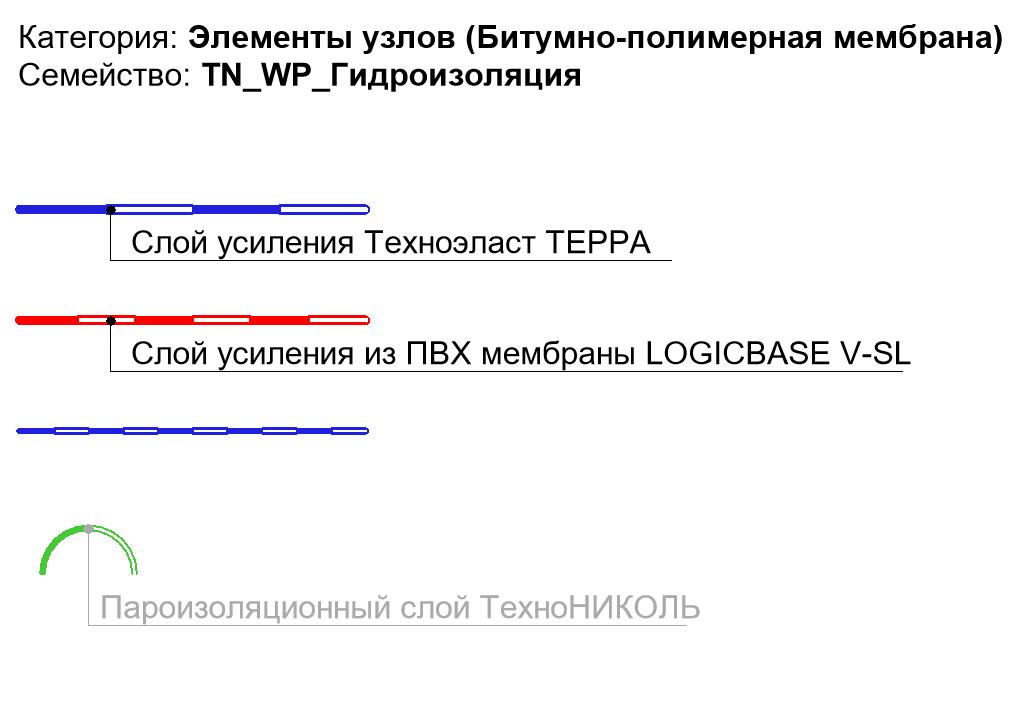 Категория: Элементы узлов (Битумно-полимерная мембрана)
Семейство: TN_WP_Гидроизоляция
Слой усиления Техноэласт ТЕРРА
Слой усиления из ПВХ мембраны LOGICBASE V-SL
Пароизоляционный слой ТехноНИКОЛЬ